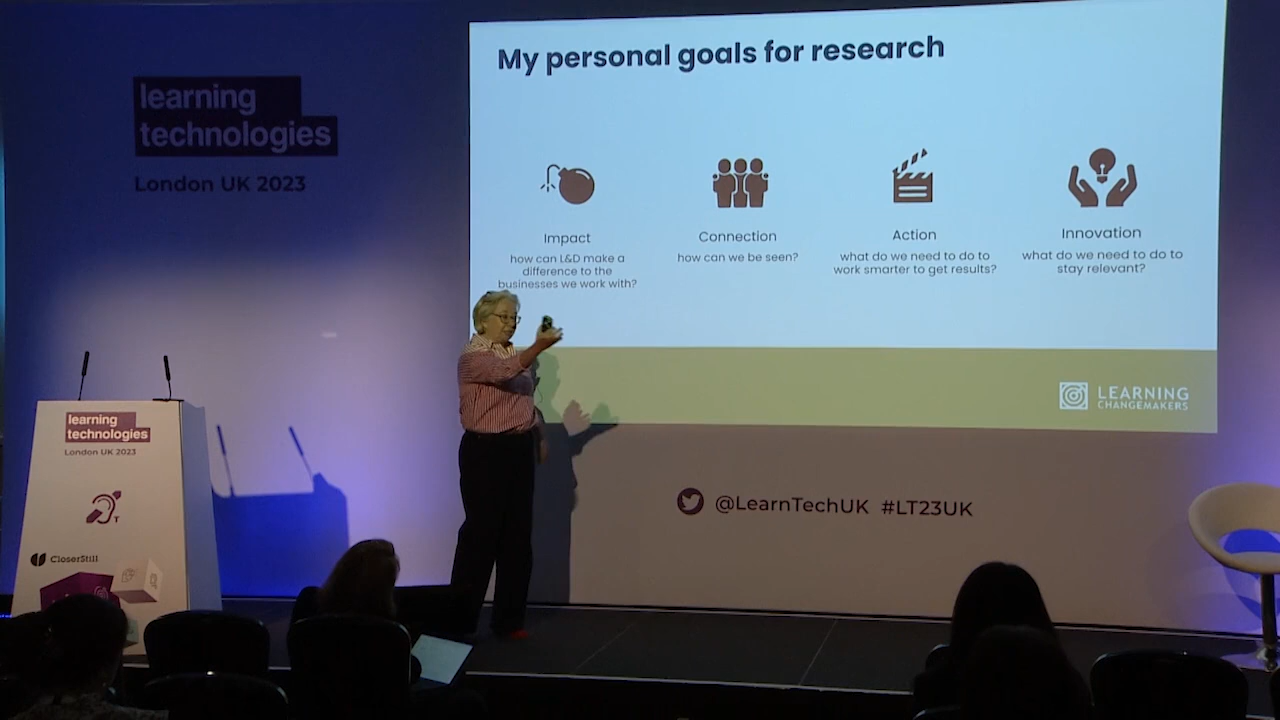 My personal goals for research
learning
technologies
London UK 2023
Impact
how can L&D make a
difference to the
businesses we work with?
Connection
how can we be seen?
Action
what do we need to do to
work smarter to get results?
Innovation
what do we need to do to
stay relevant?
LEARNING
CHANGEMAKERS
@LearnTechUK #LT23UK
learning
technologies
London UK 2023
T
CloserStill